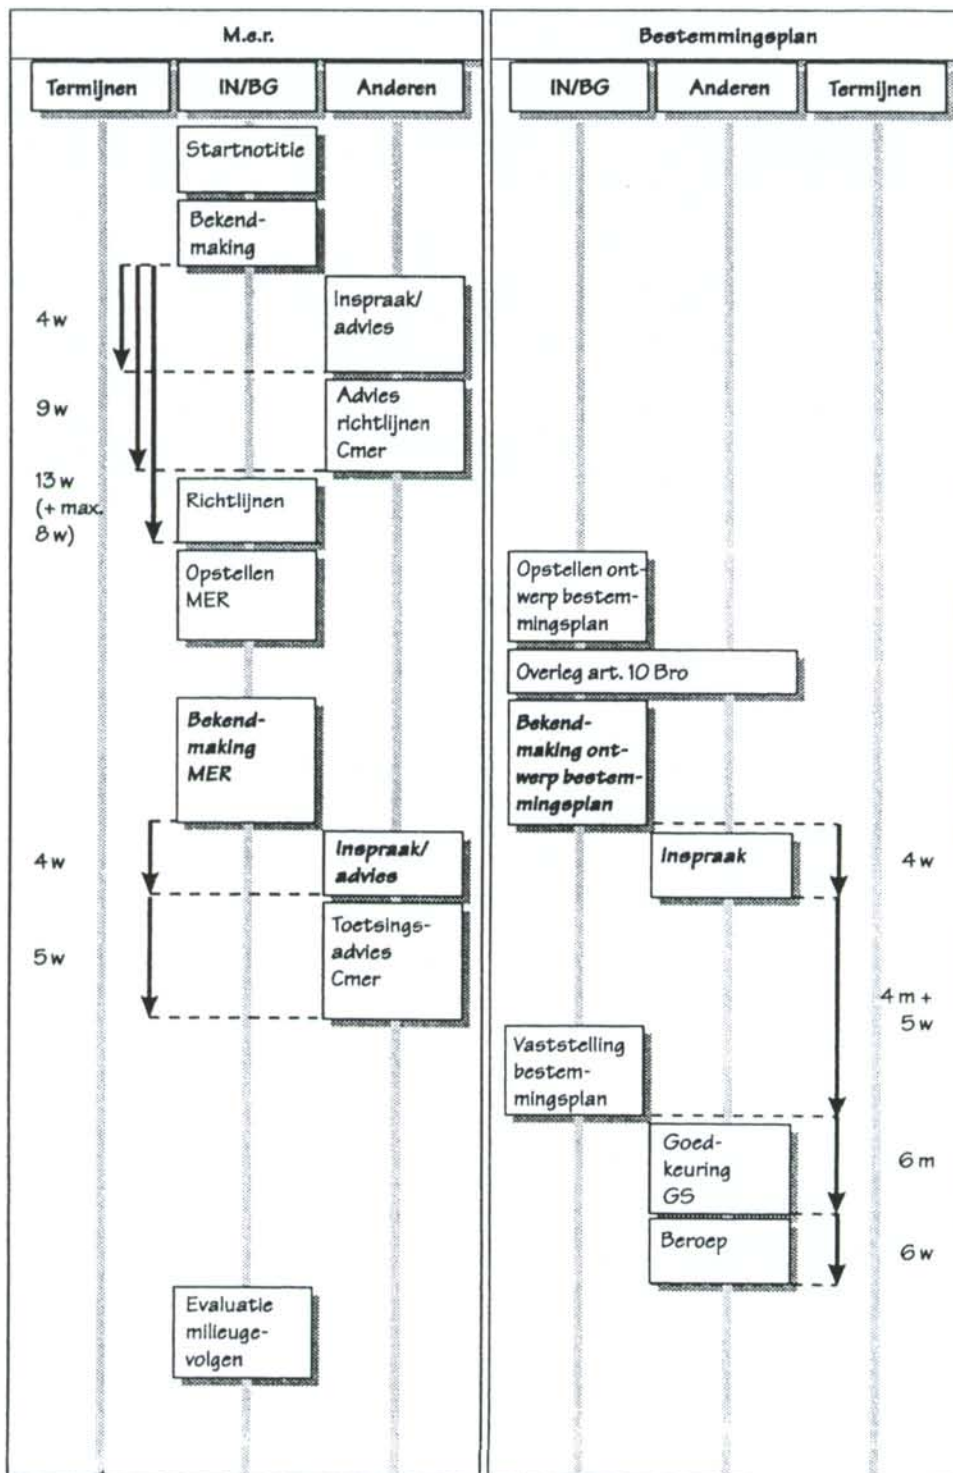 M.e.r.
Termijnen
IN/BG
Anderen
Startnotitie
Bekend-
making
4 w
Inspraak/
advies
9 w
Advies
richtlijnen
Cmer
13 w
(+ max.
8 w)
Richtlijnen
Opstellen
MER
Bekend-
making
MER
4 w
Inspraak/
advies
5 w
Toetsings-
advies
Cmer
Evaluatie
milieuge-
volgen
Bestemmingsplan
IN/BG
Anderen
Termijnen
Opstellen ont-
werp bestem-
mingsplan
Overleg art. 10 Bro
Bekend-
making ont-
werp bestem-
mingsplan
Inspraak
4 w
4 m +
5 w
Vaststelling
bestem-
mingsplan
Goed-
keuring
GS
6 m
Beroep
6 w